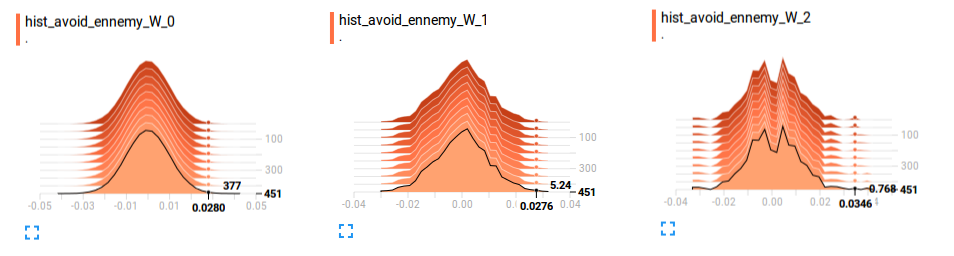 hist_avoid_ennemy_W_0
.
100
300
377
451
-0.05 -0.03 -0.01 0.01 0.0280 0.05
hist_avoid_ennemy_W_1
.
100
300
5.24
451
-0.04 -0.02 0.00 0.0276 0.04
hist_avoid_ennemy_W_2
.
100
300
0.768 451
-0.04 -0.02 0.00 0.02 0.0346